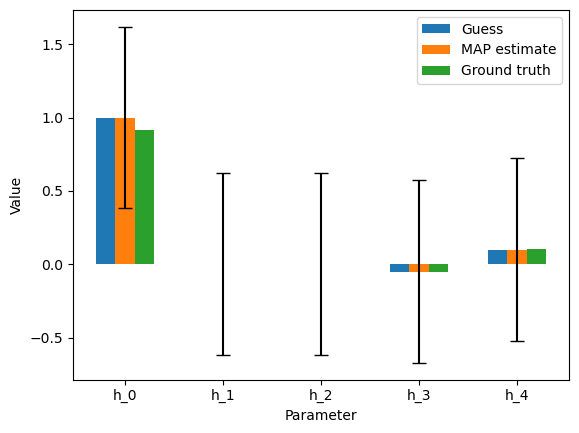 Guess
MAP estimate
Ground truth
Value
1.5
1.0
0.5
0.0
−0.5
h_0 h_1 h_2 h_3 h_4
Parameter